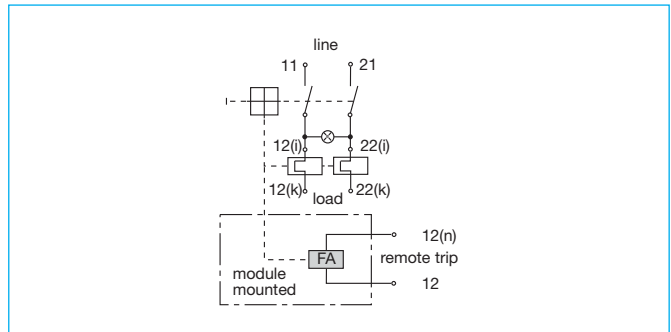 line
11 21
12(i) 22(i)
12(k) 22(k)
load
12(n)
FA remote trip
module
mounted
12